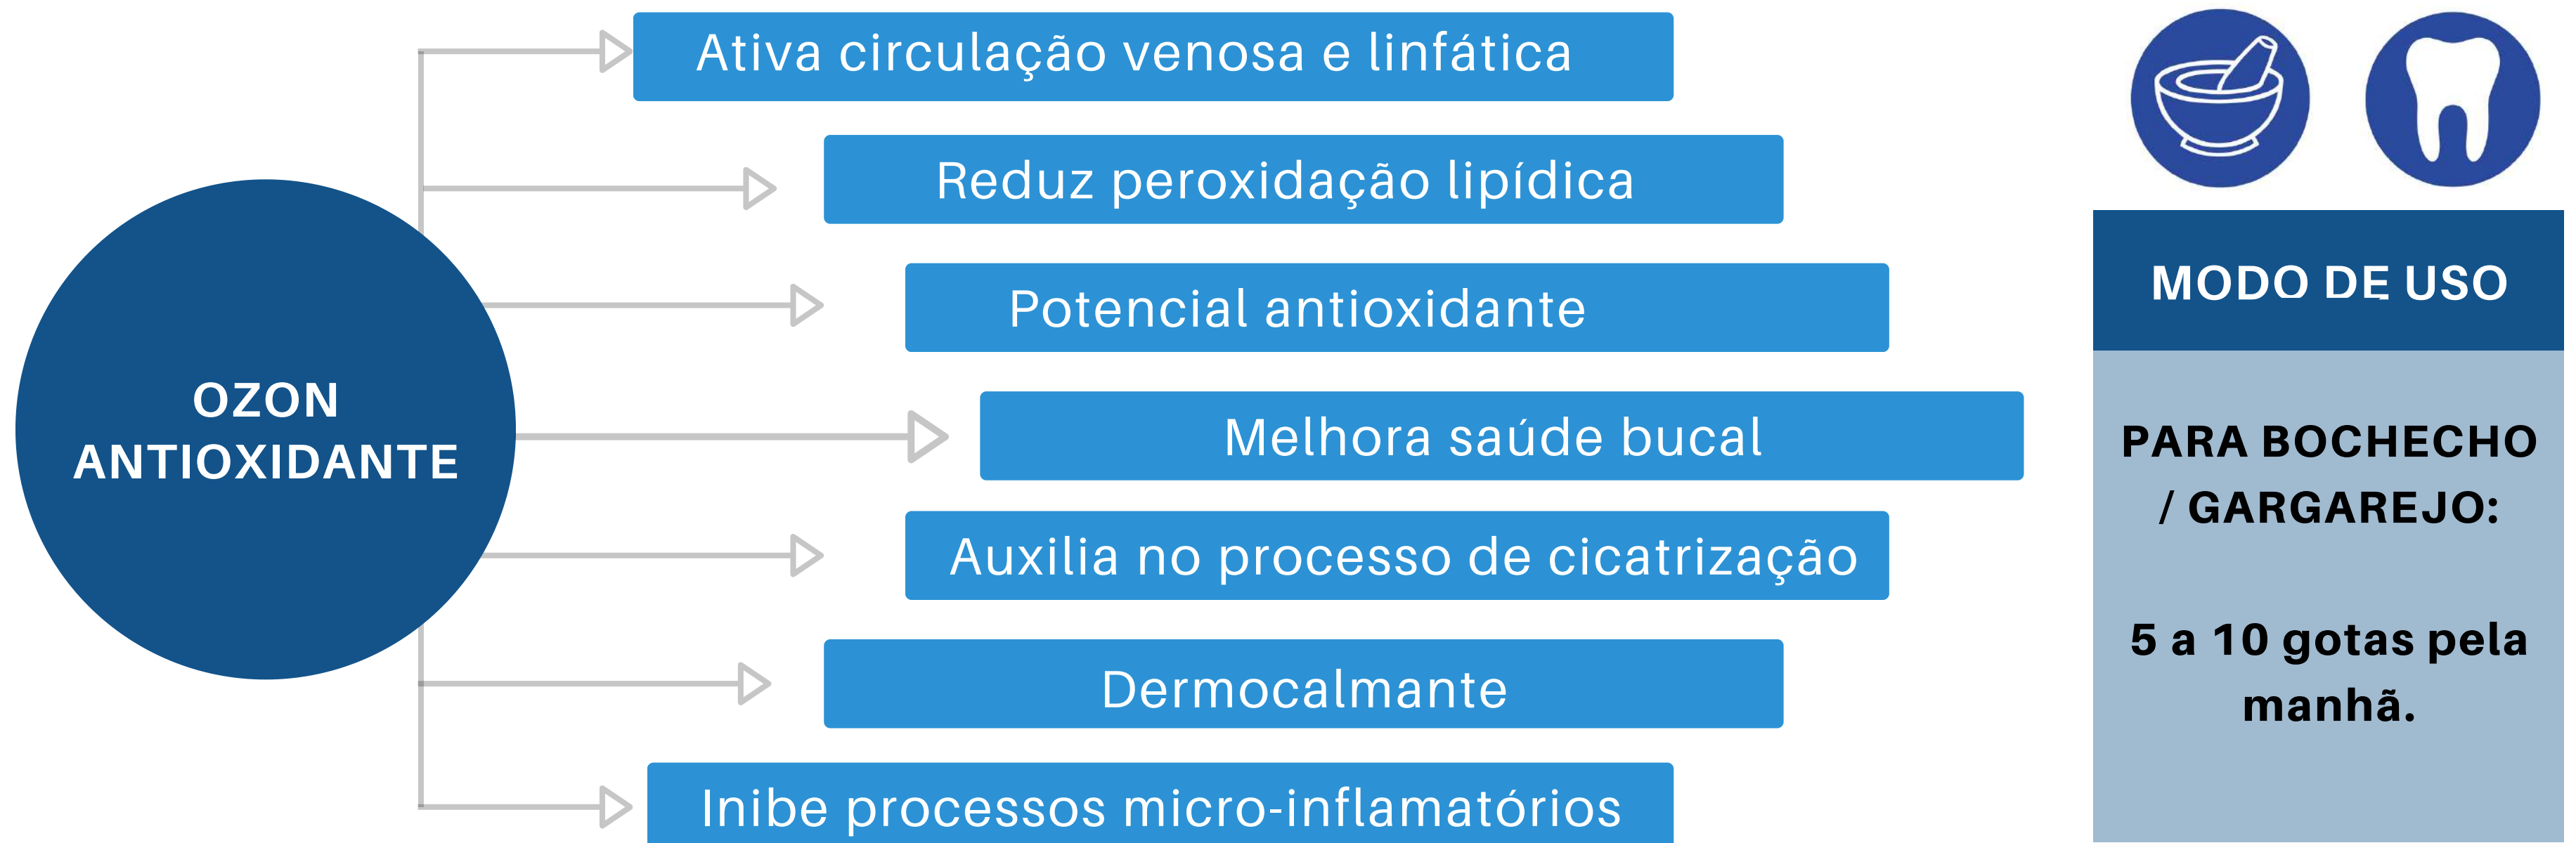 OZON
ANTIOXIDANTE
Ativa circulação venosa e linfática
Reduz peroxidação lipídica
Potencial antioxidante
Melhora saúde bucal
Auxilia no processo de cicatrização
Dermocalmante
Inibe processos micro-inflamatórios
MODO DE USO
PARA BOCHECHO
/ GARGAREJO:
5 a 10 gotas pela
manhã.